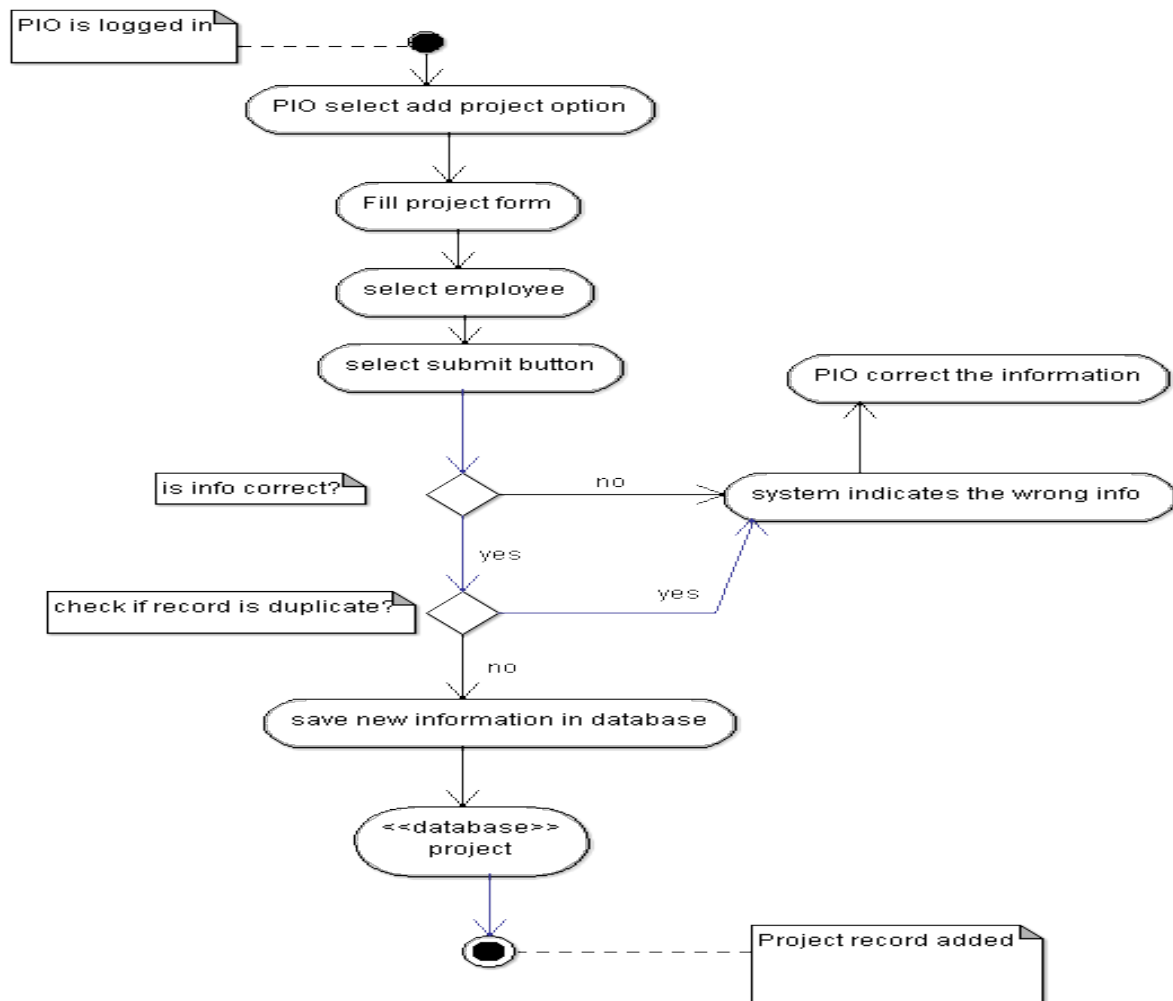 PIO is logged in
PIO select add project option
Fill project form
select employee
select submit button
PIO correct the information
is info correct?
no
system indicates the wrong info
yes
check if record is duplicate?
yes
no
save new information in database
<<database>>
project
Project record added